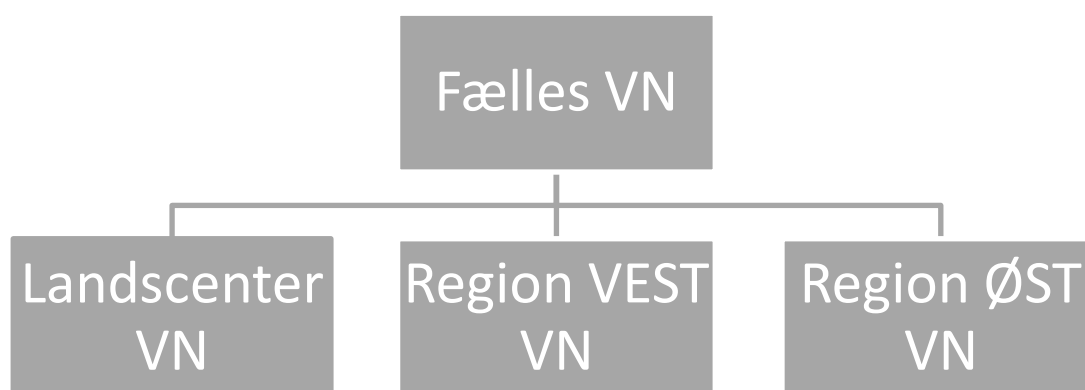 Fælles VN
Landscenter
VN
Region VEST
VN
Region ØST
VN